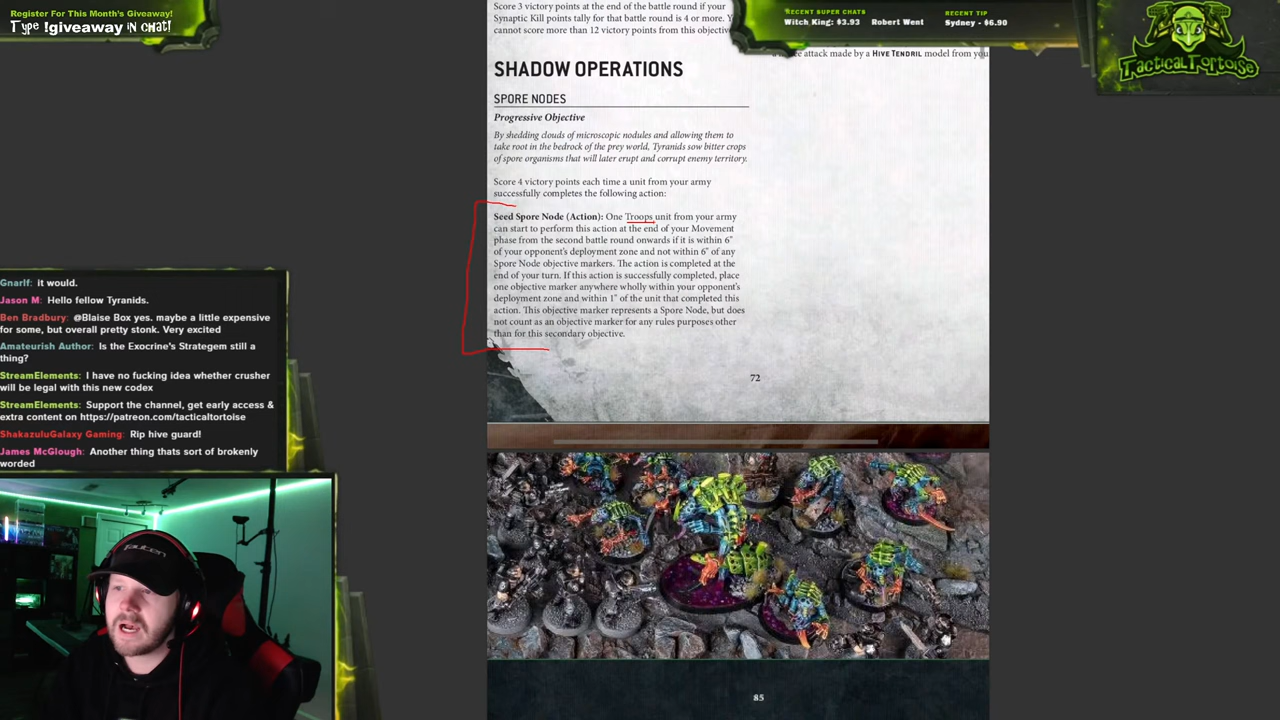 Register For This Month's Giveaway!
Type !giveaway in chat!
RECENT SUPER CHATS
Witch_King: $3.93 Robert Went
RECENT TIP
Sydney - $6.90
TacticalTortoise
Score 3 victory points at the end of the battle round if your
Synaptic Kill points tally for that battle round is 4 or more. Y
cannot score more than 12 victory points from this objectiv
attack made by a HIVE TENDRIL model from you
SHADOW OPERATIONS
SPORE NODES
Progressive Objective
By shedding clouds of microscopic nodules and allowing them to
take root in the bedrock of the prey world, Tyranids sow bitter crops
of spore organisms that will later erupt and corrupt enemy territory.
Score 4 victory points each time a unit from your army
successfully completes the following action:
Seed Spore Node (Action): One Troops unit from your army
can start to perform this action at the end of your Movement
phase from the second battle round onwards if it is within 6"
of your opponent's deployment zone and not within 6" of any
Spore Node objective markers. The action is completed at the
end of your turn. If this action is successfully completed, place
one objective marker anywhere wholly within your opponent's
deployment zone and within 1" of the unit that completed this
action. This objective marker represents a Spore Node, but does
not count as an objective marker for any rules purposes other
than for this secondary objective.
72
85
Gnarlf: it would.
Jason M: Hello fellow Tyranids.
Ben Bradbury: @Blaise Box yes. maybe a little expensive
for some, but overall pretty stonk. Very excited
Amateurish Author: Is the Exocrine's Strategem still a
thing?
StreamElements: I have no fucking idea whether crusher
will be legal with this new codex
StreamElements: Support the channel, get early access &
extra content on https://patreon.com/tacticaltortoise
ShakazuluGalaxy Gaming: Rip hive guard!
James McGlough: Another thing thats sort of brokenly
worded